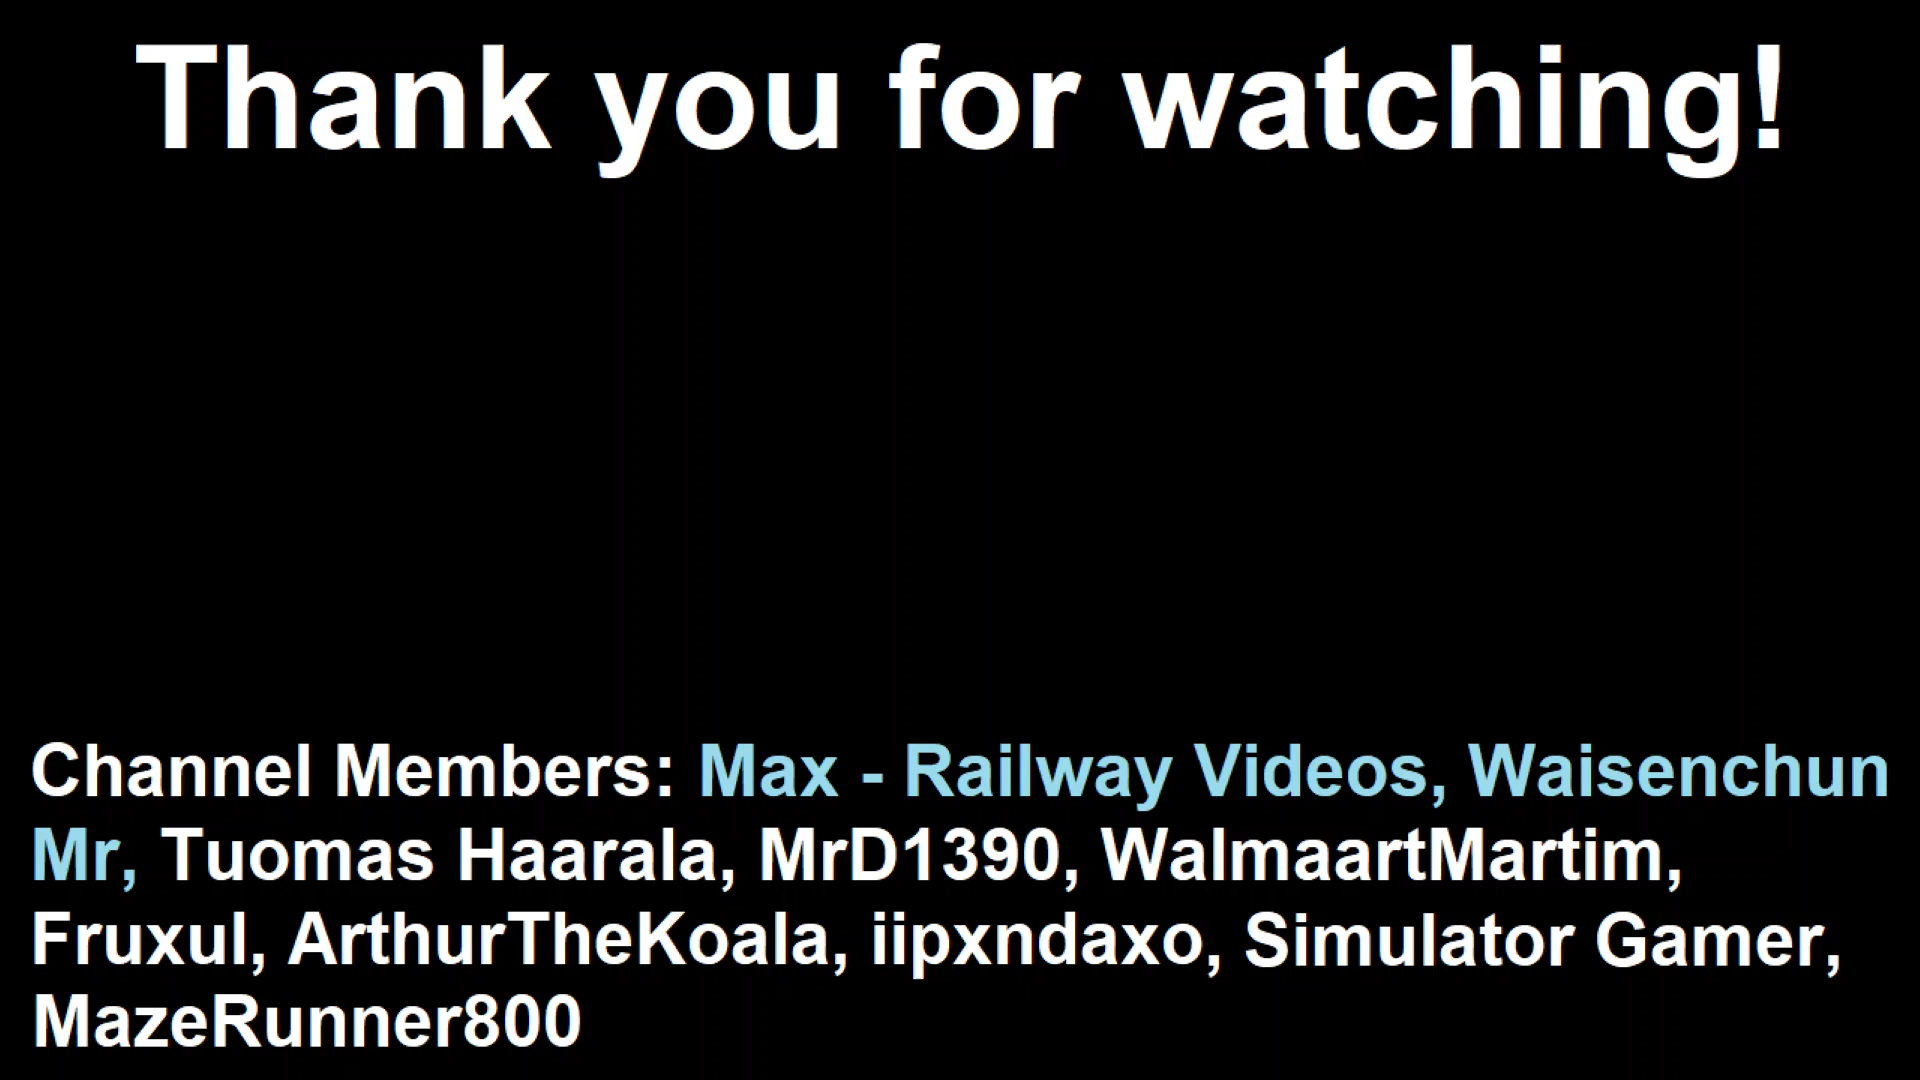 Thank you for watching!
Channel Members: Max - Railway Videos, Waisenchun
Mr, Tuomas Haarala, MrD1390, WalmaartMartim,
Fruxul, ArthurTheKoala, iipxndaxo, Simulator Gamer,
MazeRunner800